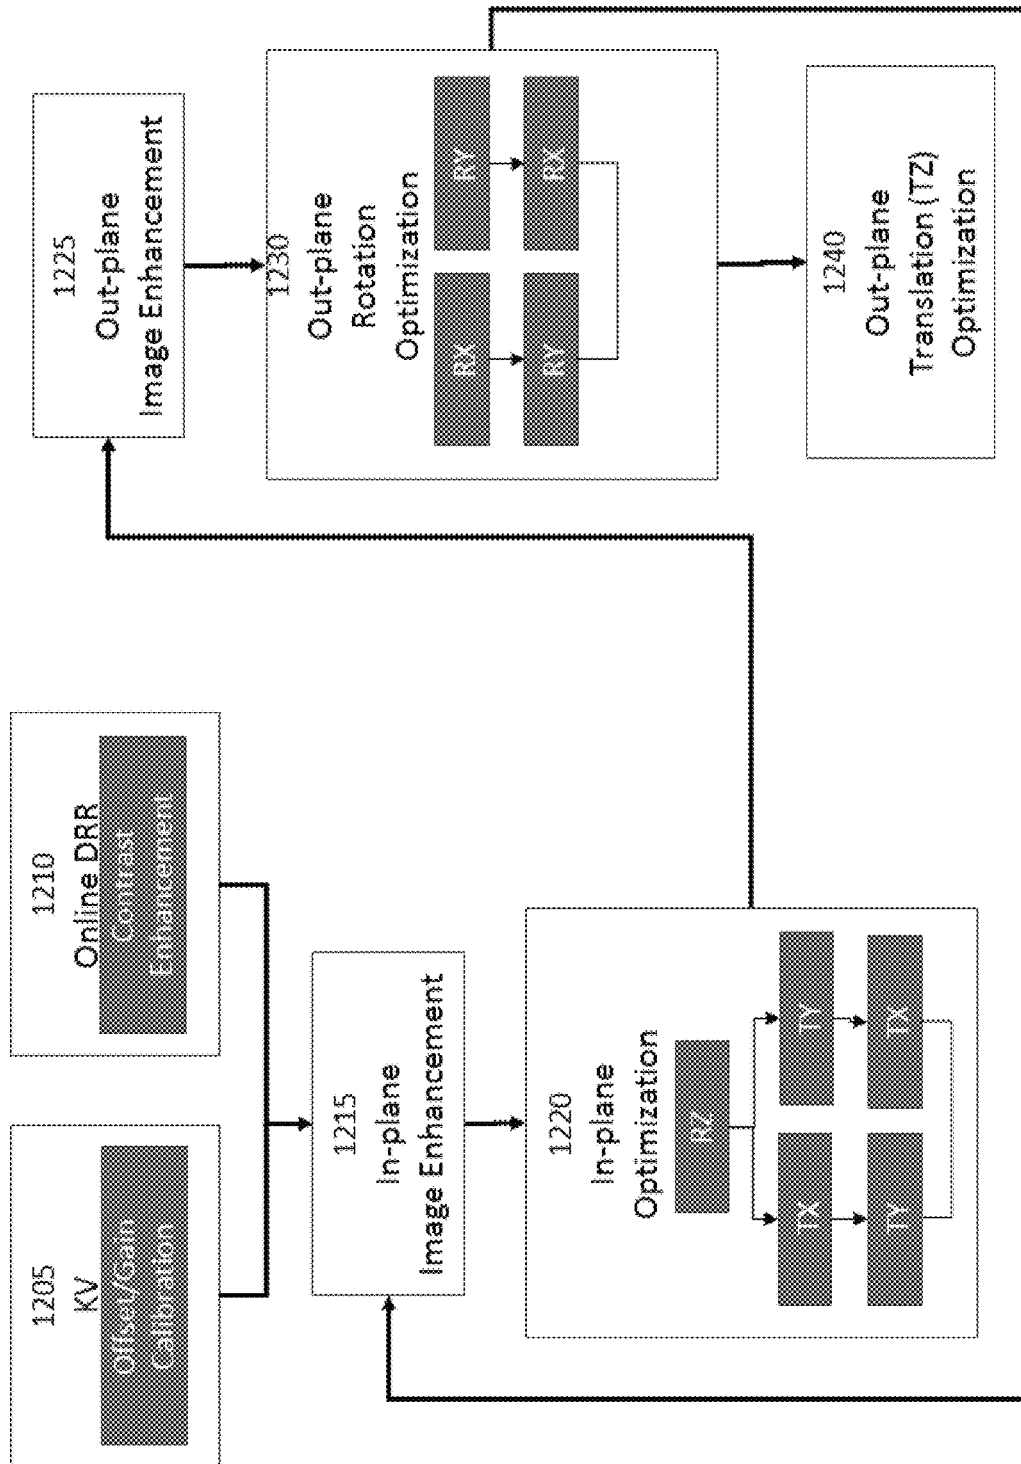 1205
KV
Offset/Gain
Calibration
1210
Online DRR
Contrast
Enhancement
1215
In-plane
Image Enhancement
1220
In-plane
Optimization
RZ
TX
TY
TY
TX
1225
Out-plane
Image Enhancement
1230
Out-plane
Rotation
Optimization
RX
RY
RY
RX
1240
Out-plane
Translation (TZ)
Optimization